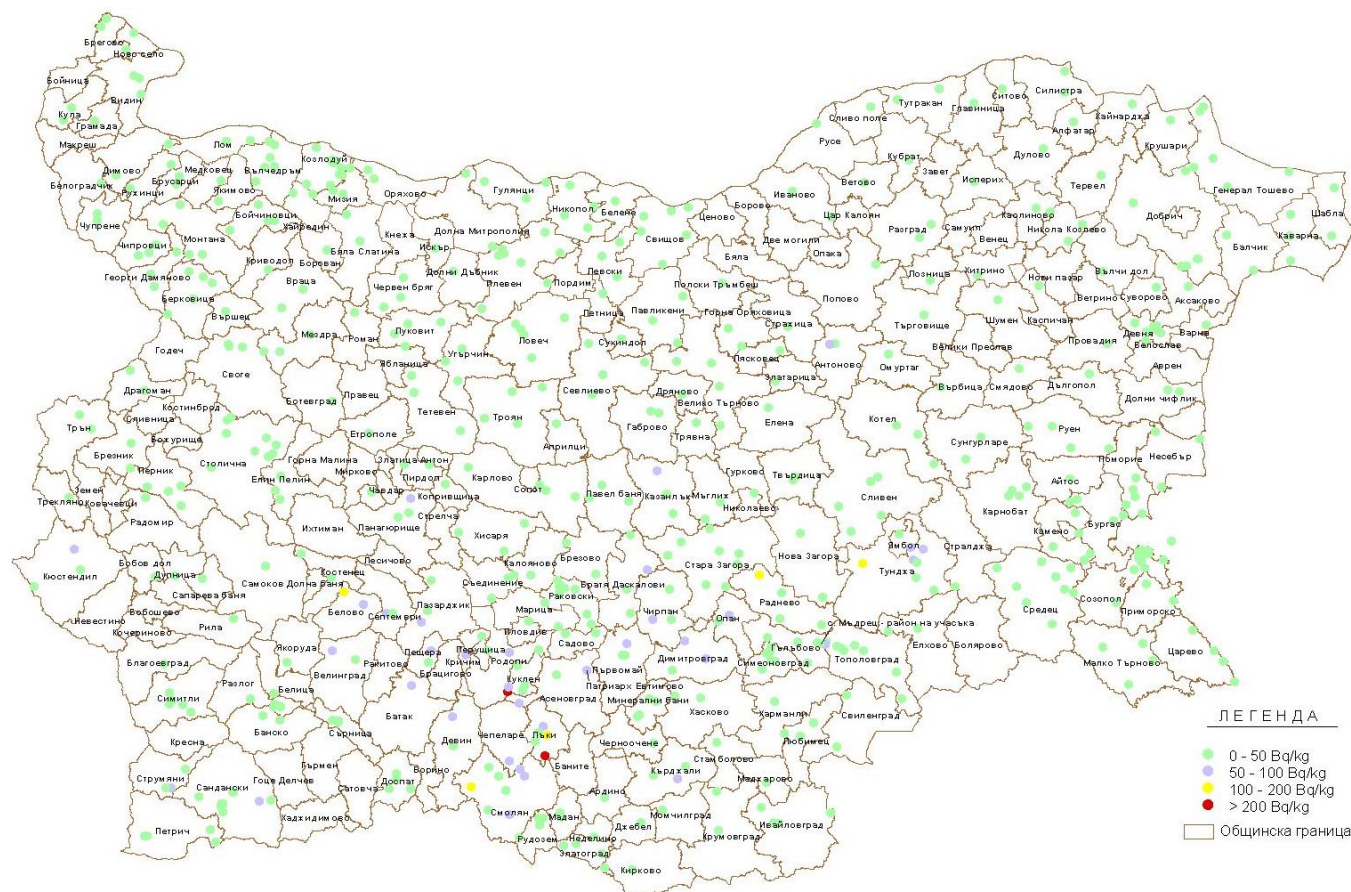 Брегово
Ново село
Бойница
Видин
Кула
Грамада
Макреш
Лом
Димово
Медковец
Вълчедръм
Козлодуй
Белоградчик
Ружинци
Брусарци
Якимово
Мизия
Оряхово
Гулянци
Никопол
Белене
Чупрене
Монтана
Бойчиновци
Хайредин
Чипровци
Криводол
Борован
Бяла Слатина
Кнежа
Искър
Долна Митрополия
Свищов
Ценово
Борово
Иваново
Две могили
Бяла
Опака
Георги Дамяново
Берковица
Враца
Червен бряг
Долни Дъбник
Плевен
Пордим
Левски
Полски Тръмбеш
Вършец
Мездра
Роман
Луковит
Летница
Павликени
Горна Оряховица
Стражица
Попово
Годеч
Своге
Ябланица
Угърчин
Ловеч
Сухиндол
Лясковец
Златарица
Антоново
Омуртаг
Търговище
Драгоман
Костинброд
Сливница
Ботевград
Правец
Тетевен
Троян
Севлиево
Дряново
Велико Търново
Габрово
Трявна
Елена
Котел
Трън
Божурище
Брезник
Перник
Столична
Етрополе
Горна Малина
Елин Пелин
Мирково
Златица
Антон
Чавдар
Пирдоп
Копривщица
Априлци
Карлово
Сопот
Павел баня
Казанлък
Мъглиж
Гурково
Николаево
Твърдица
Сливен
Земен
Трекляно
Ковачевци
Радомир
Ихтиман
Панагюрище
Стрелча
Хисаря
Кюстендил
Бобов дол
Дупница
Сапарева баня
Самоков
Долна баня
Костенец
Лесичово
Калояново
Брезово
Съединение
Раковски
Братя Даскалови
Стара Загора
Нова Загора
Ямбол
Тунджа
Стралджа
Невестино
Бобошево
Кочериново
Рила
Белово
Септември
Пазарджик
Марица
Пловдив
Садово
Чирпан
Опан
Раднево
с. Мъдрец - район на учасъка
Елхово
Болярово
Благоевград
Якоруда
Велинград
Ракитово
Пещера
Брацигово
Перущица
Кричим
Родопи
Куклен
Асеновград
Първомай
Димитровград
Симеоновград
Гълъбово
Тополовград
Симитли
Разлог
Белица
Банско
Батак
Девин
Чепеларе
Лъки
Патриарх Евтимово
Минерални бани
Хасково
Харманли
Свиленград
Любимец
Кресна
Струмяни
Сандански
Гоце Делчев
Гърмен
Сърница
Сатовча
Доспат
Борино
Смолян
Баните
Черноочене
Кърджали
Стамболово
Маджарово
Петрич
Хаджидимово
Мадан
Рудозем
Неделино
Златоград
Ардино
Джебел
Момчилград
Крумовград
Ивайловград
Кирково
Тутракан
Сливо поле
Русе
Главиница
Ситово
Силистра
Алфатар
Кайнарджа
Крушари
Кубрат
Дулово
Ветово
Завет
Исперих
Тервел
Генерал Тошево
Цар Калоян
Разград
Самуил
Каолиново
Никола Козлево
Венец
Добрич
Шабла
Каварна
Балчик
Лозница
Хитрино
Нови пазар
Вълчи дол
Ветрино
Суворово
Аксаково
Шумен
Каспичан
Девня
Варна
Провадия
Белослав
Велики Преслав
Аврен
Върбица
Смядово
Дългопол
Долни чифлик
Сунгурларе
Руен
Поморие
Несебър
Айтос
Карнобат
Камено
Бургас
Средец
Созопол
Приморско
Малко Търново
Царево
ЛЕГЕНДА
0 - 50 Bq/kg
50 - 100 Bq/kg
100 - 200 Bq/kg
> 200 Bq/kg
Общинска граница